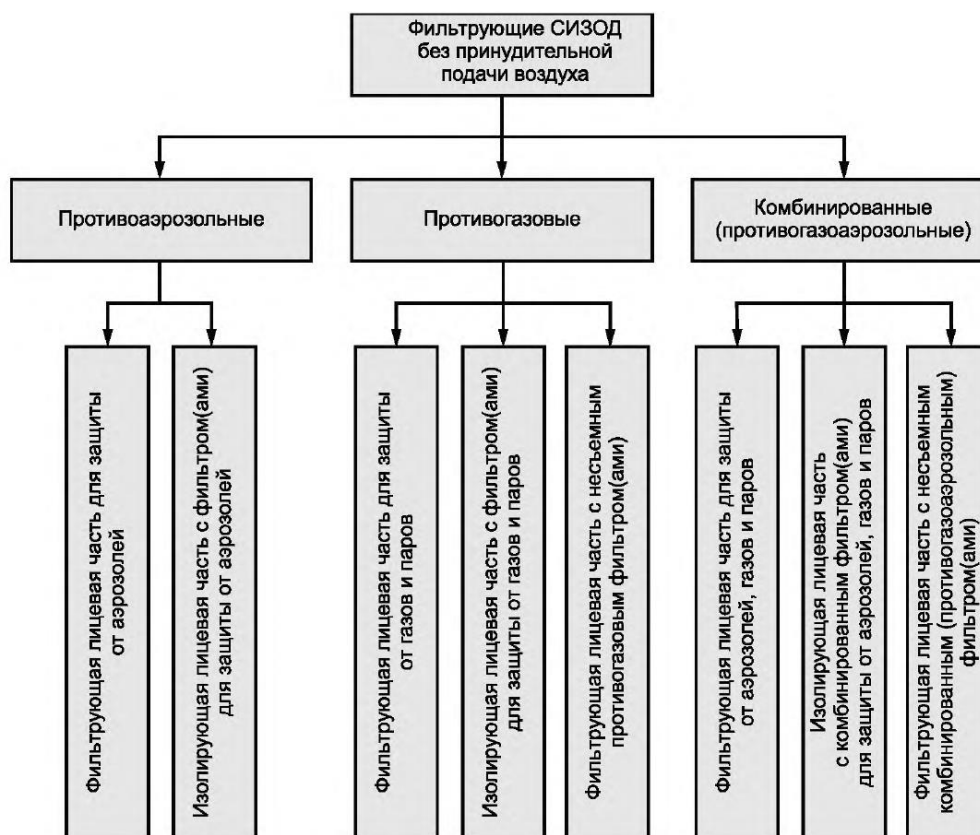 Фильтрующие СИЗОД
без принудительной
подачи воздуха
Противоаэрозольные
Противогазовые
Комбинированные
(противогазоаэрозольные)
Фильтрующая лицевая часть для защиты
от аэрозолей
Изолирующая лицевая часть с фильтром(ами)
для защиты от аэрозолей
Фильтрующая лицевая часть для защиты
от газов и паров
Изолирующая лицевая часть с фильтром(ами)
для защиты от газов и паров
Фильтрующая лицевая часть с несъемным
противогазовым фильтром(ами)
Фильтрующая лицевая часть для защиты
от аэрозолей, газов и паров
Изолирующая лицевая часть
с комбинированным фильтром(ами)
для защиты от аэрозолей, газов и паров
Фильтрующая лицевая часть с несъемным
комбинированным (противогазоаэрозольным)
фильтром(ами)